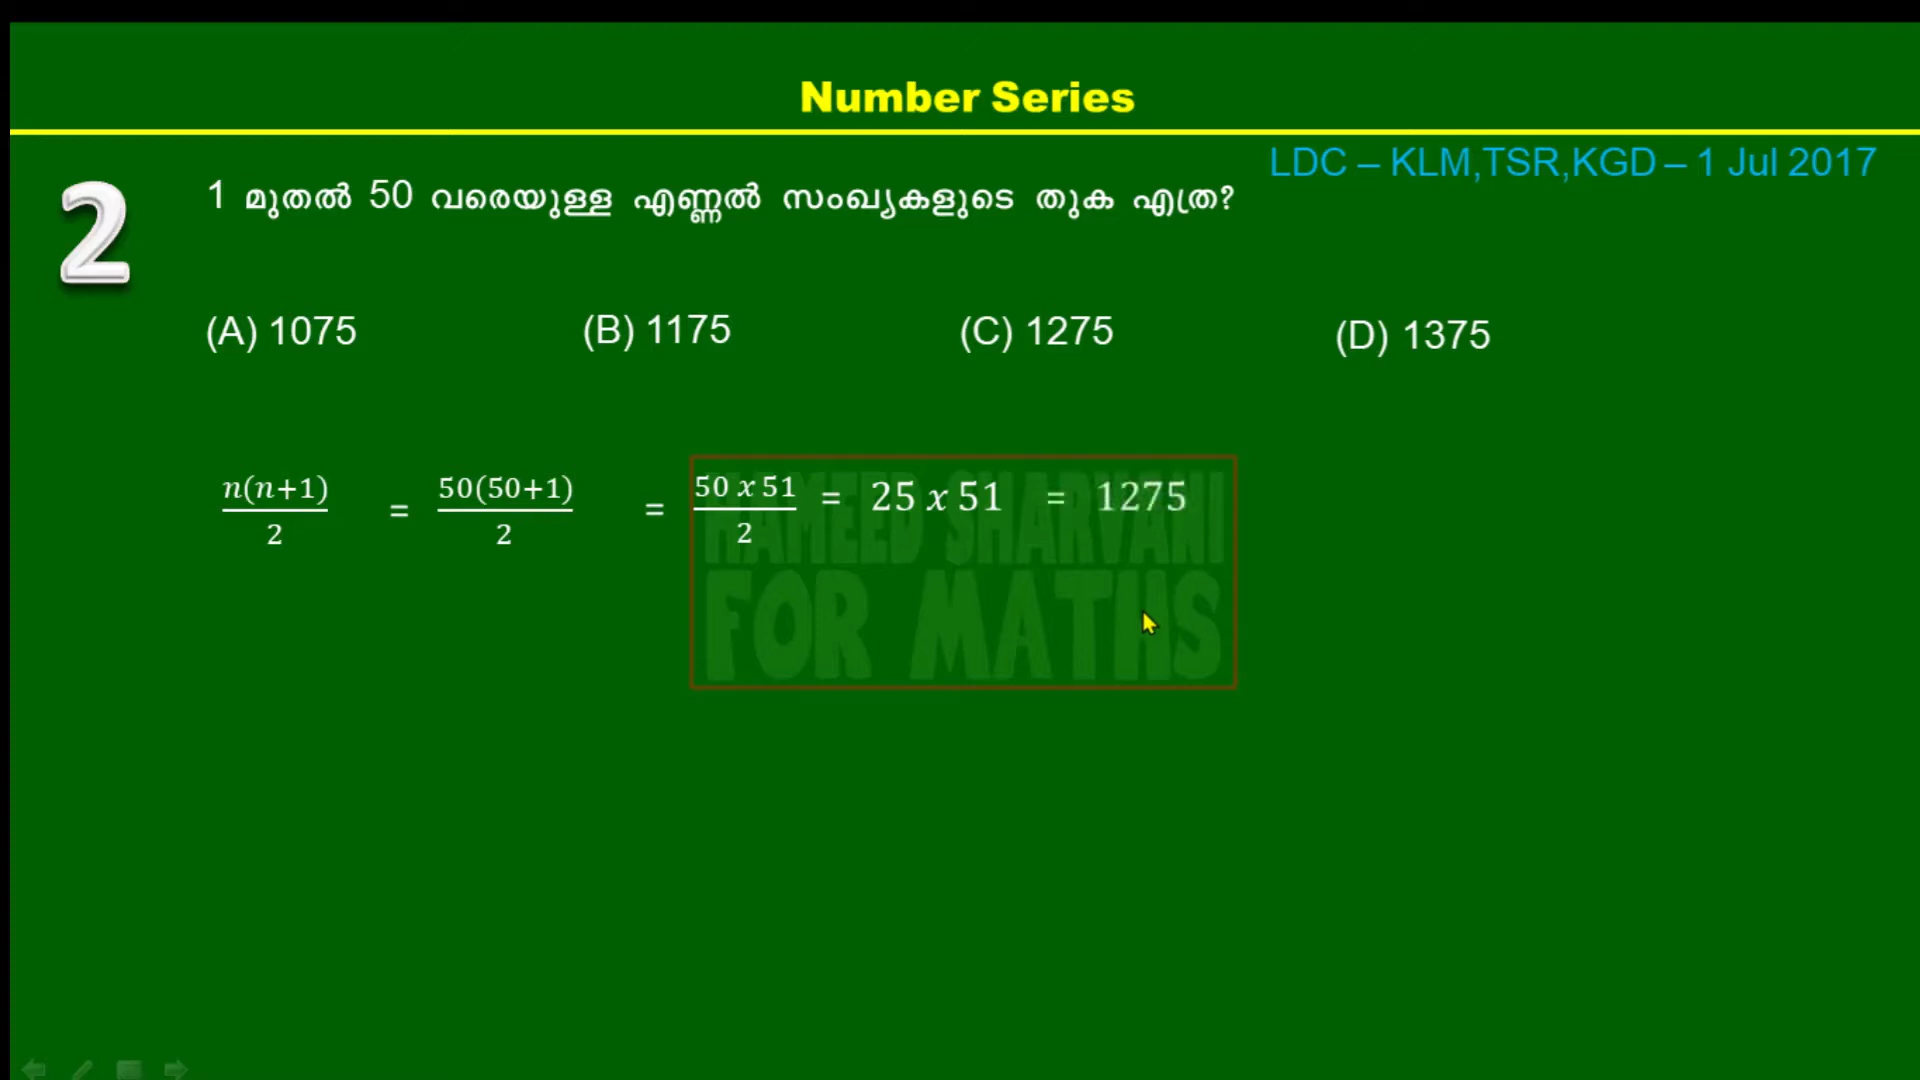 Number Series
LDC – KLM,TSR,KGD – 1 Jul 2017
2
1 മുതൽ 50 വരെയുള്ള എണ്ണൽ സംഖ്യകളുടെ തുക എത്ര?
(A) 1075 (B) 1175 (C) 1275 (D) 1375
n(n+1)/2 = 50(50+1)/2 = 50 x 51/2 = 25 x 51 = 1275
HAMEED SHARVANI
FOR MATHS